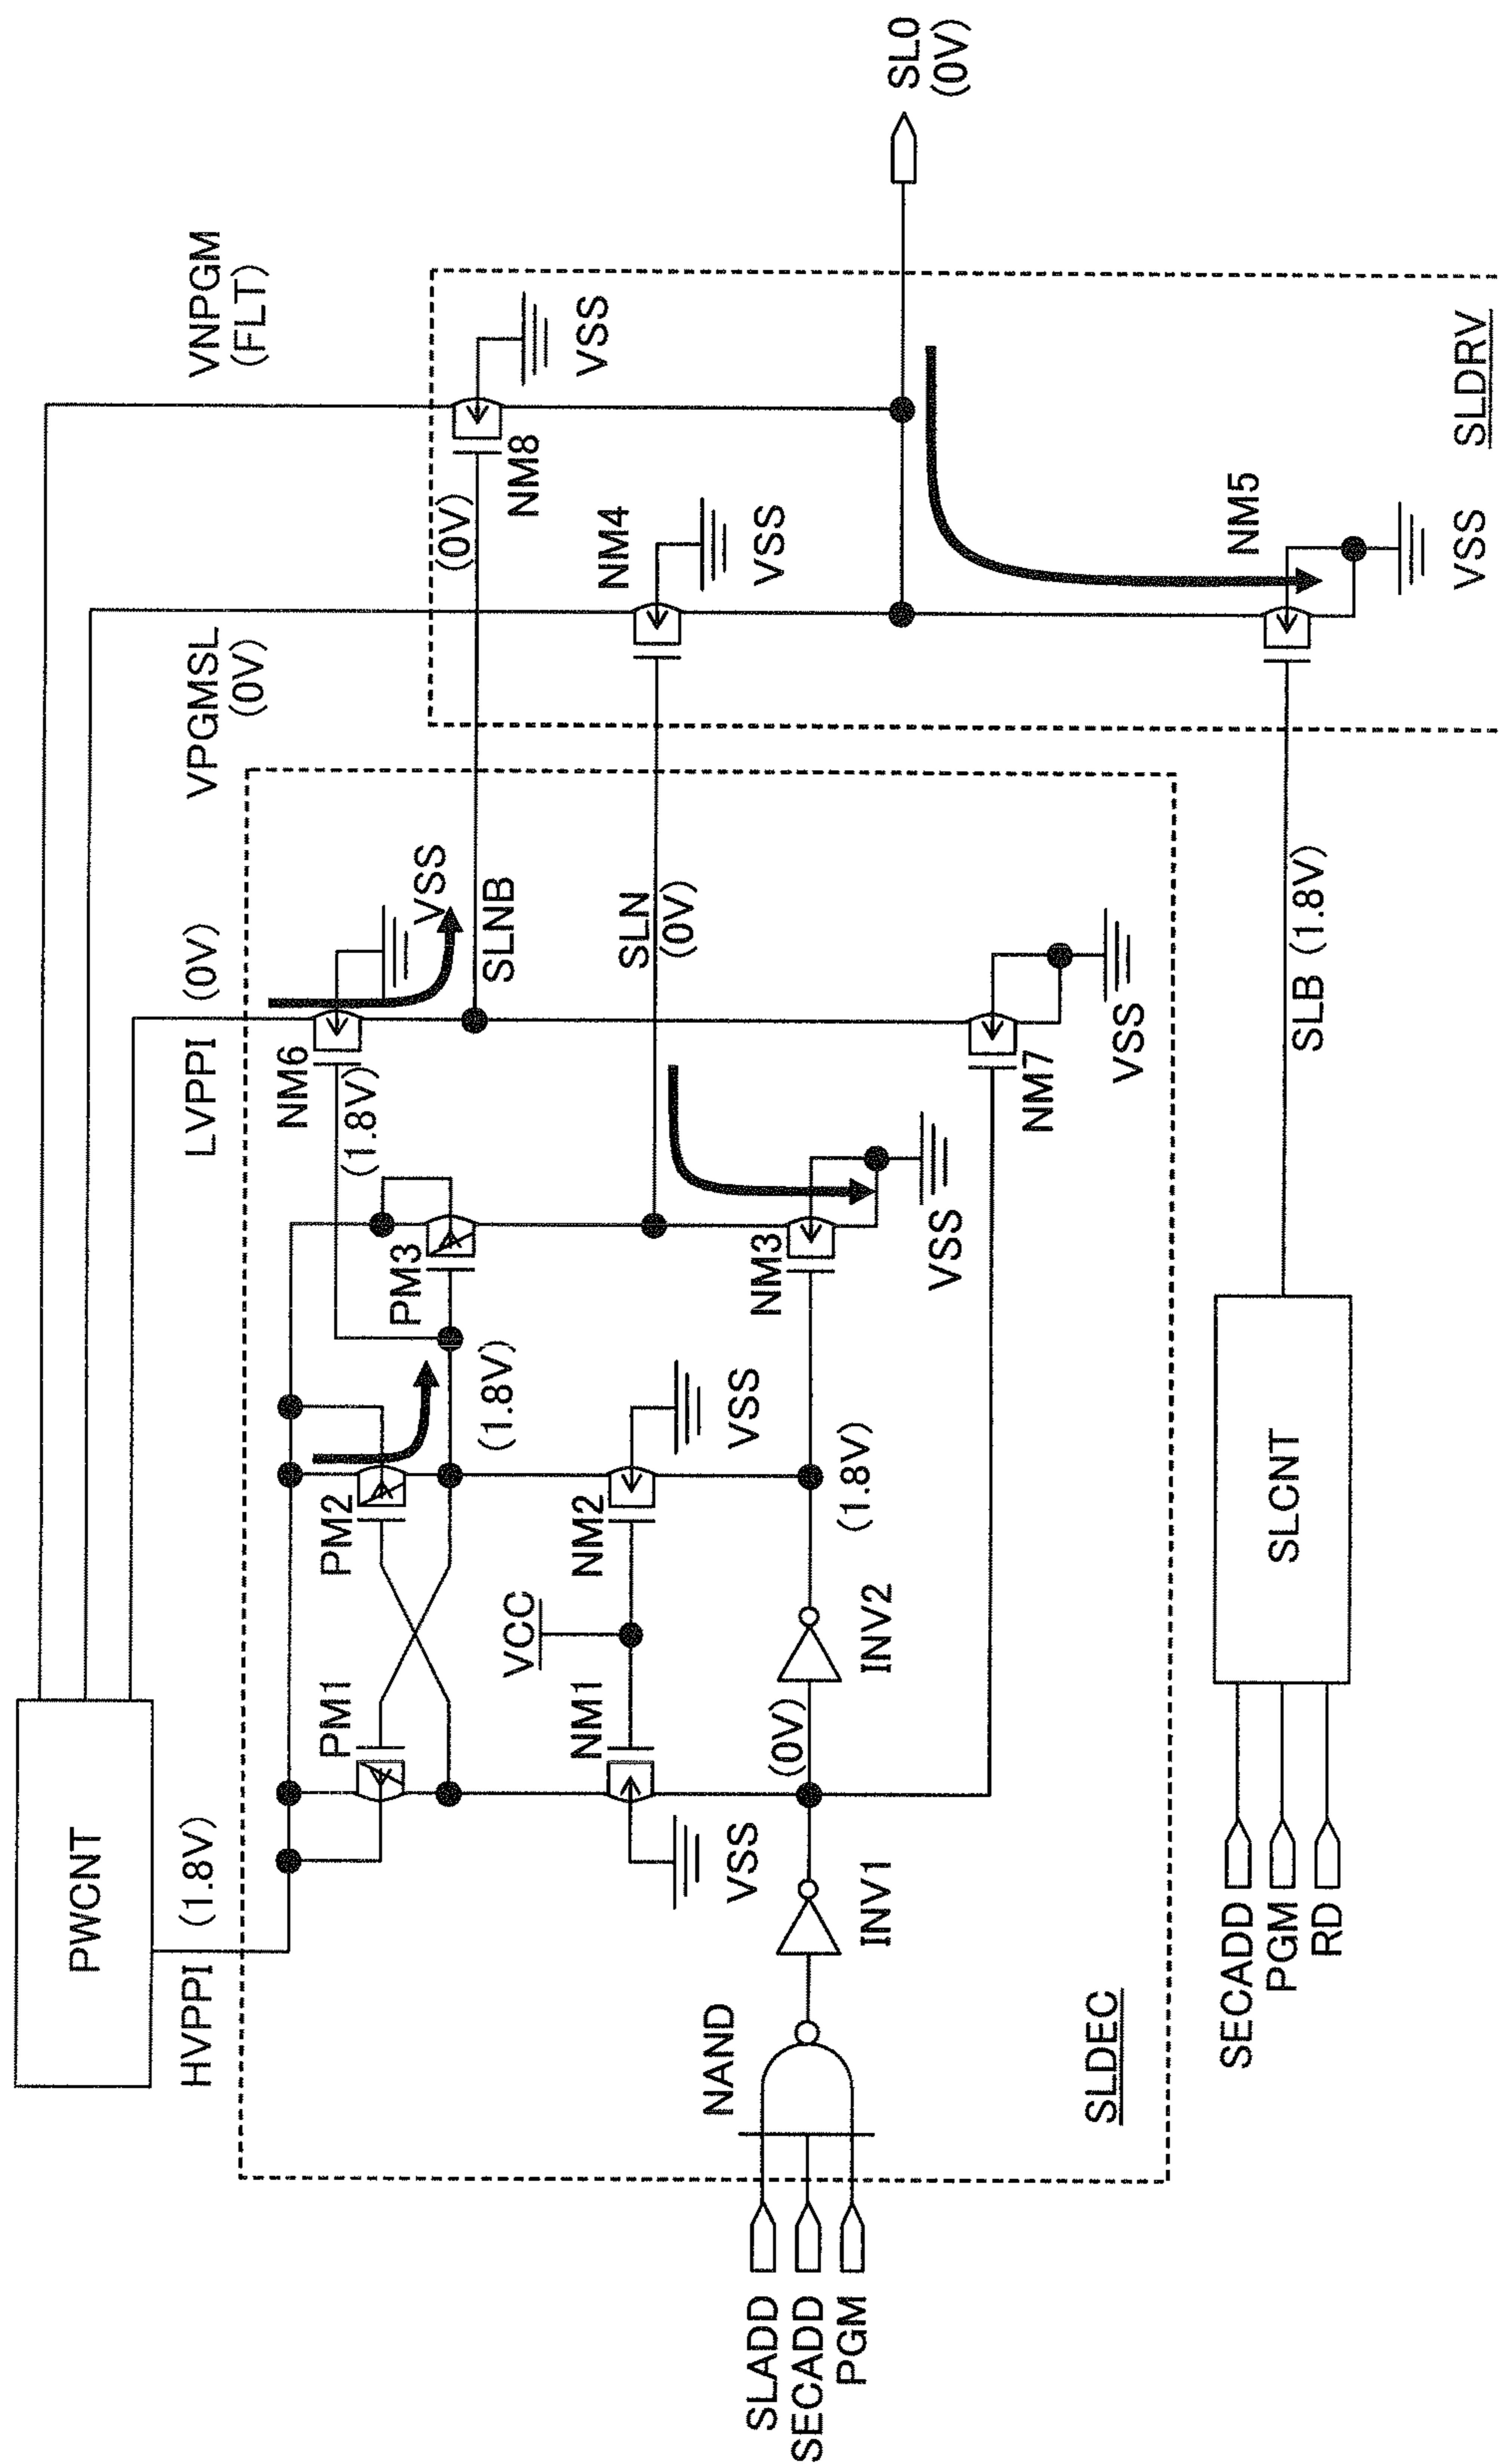 PWCNT
HVPPI (1.8V)
LVPPI (0V)
VPGMSL
(0V)
VNPGM
(FLT)
PM1
PM2
PM3
(1.8V)
NM6
(1.8V)
VSS
SLNB
(0V)
NM8
VSS
NM1
VSS
VCC
NM2
VSS
SLN
(0V)
NM4
VSS
SL0
(0V)
NAND
SLADD
SECADD
PGM
INV1
(0V)
INV2
(1.8V)
NM3
VSS
NM7
VSS
SLDEC
SECADD
PGM
RD
SLCNT
SLB (1.8V)
NM5
VSS
SLDRV